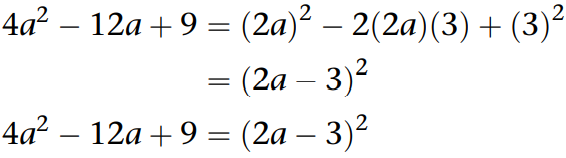 4a² − 12a + 9 = (2a)² − 2(2a)(3) + (3)²
= (2a − 3)²
4a² − 12a + 9 = (2a − 3)²